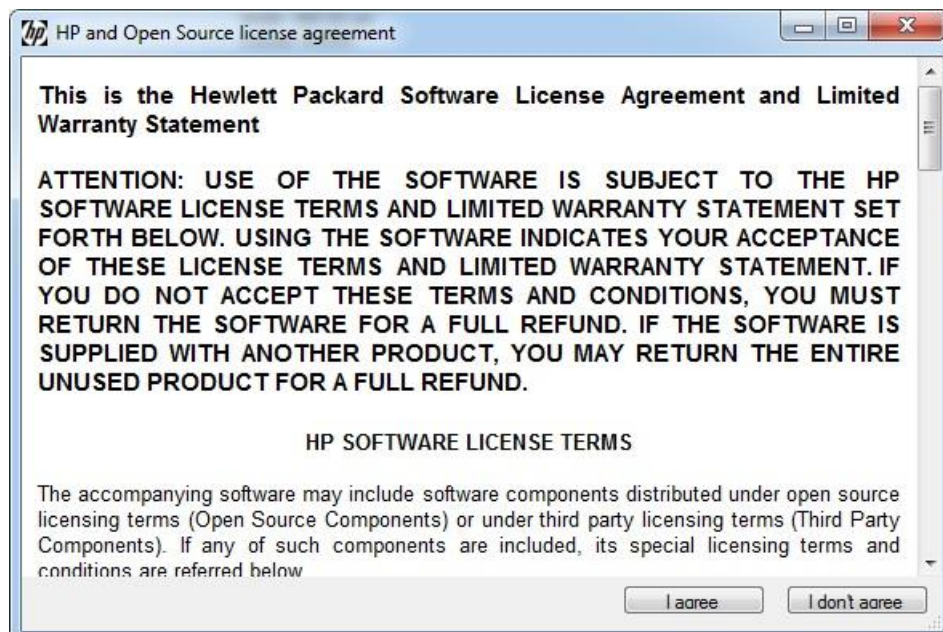 hp HP and Open Source license agreement
This is the Hewlett Packard Software License Agreement and Limited
Warranty Statement
ATTENTION: USE OF THE SOFTWARE IS SUBJECT TO THE HP
SOFTWARE LICENSE TERMS AND LIMITED WARRANTY STATEMENT SET
FORTH BELOW. USING THE SOFTWARE INDICATES YOUR ACCEPTANCE
OF THESE LICENSE TERMS AND LIMITED WARRANTY STATEMENT. IF
YOU DO NOT ACCEPT THESE TERMS AND CONDITIONS, YOU MUST
RETURN THE SOFTWARE FOR A FULL REFUND. IF THE SOFTWARE IS
SUPPLIED WITH ANOTHER PRODUCT, YOU MAY RETURN THE ENTIRE
UNUSED PRODUCT FOR A FULL REFUND.
HP SOFTWARE LICENSE TERMS
The accompanying software may include software components distributed under open source
licensing terms (Open Source Components) or under third party licensing terms (Third Party
Components). If any of such components are included, its special licensing terms and
conditions are referred below
I agree I don't agree